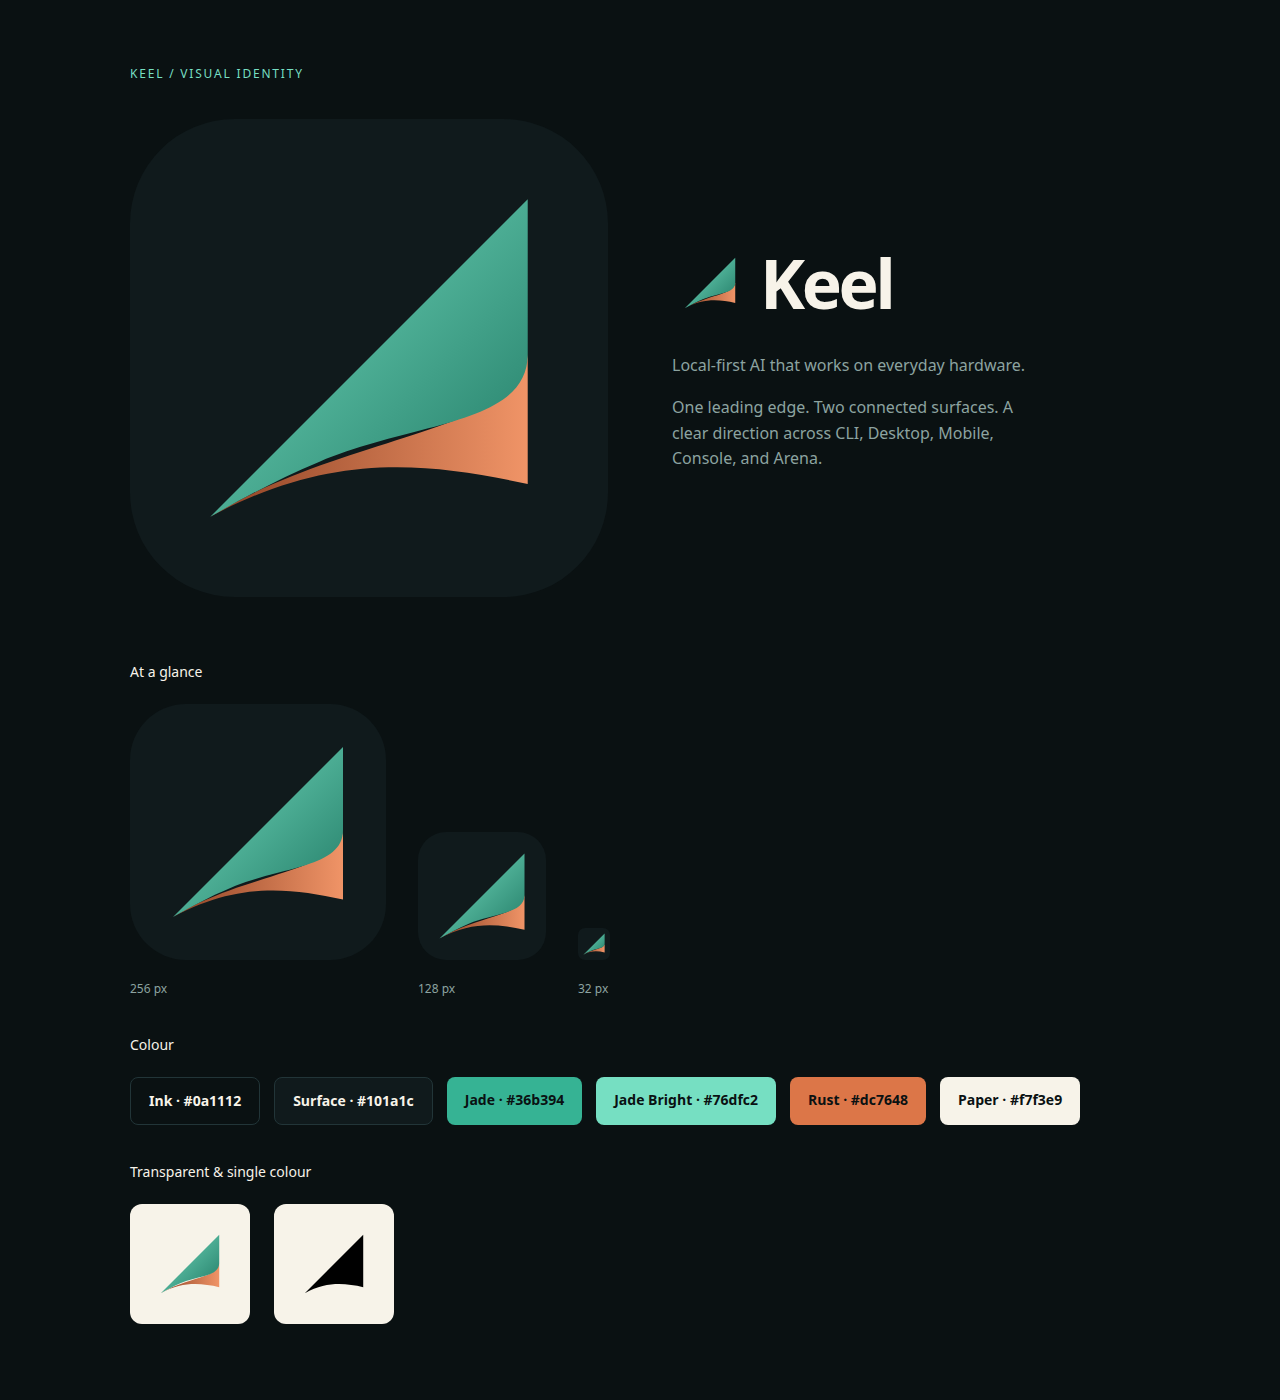 KEEL / VISUAL IDENTITY
Keel
Local-first AI that works on everyday hardware.
One leading edge. Two connected surfaces. A
clear direction across CLI, Desktop, Mobile,
Console, and Arena.
At a glance
256 px
128 px
32 px
Colour
Ink · #0a1112
Surface · #101a1c
Jade · #36b394
Jade Bright · #76dfc2
Rust · #dc7648
Paper · #f7f3e9
Transparent & single colour